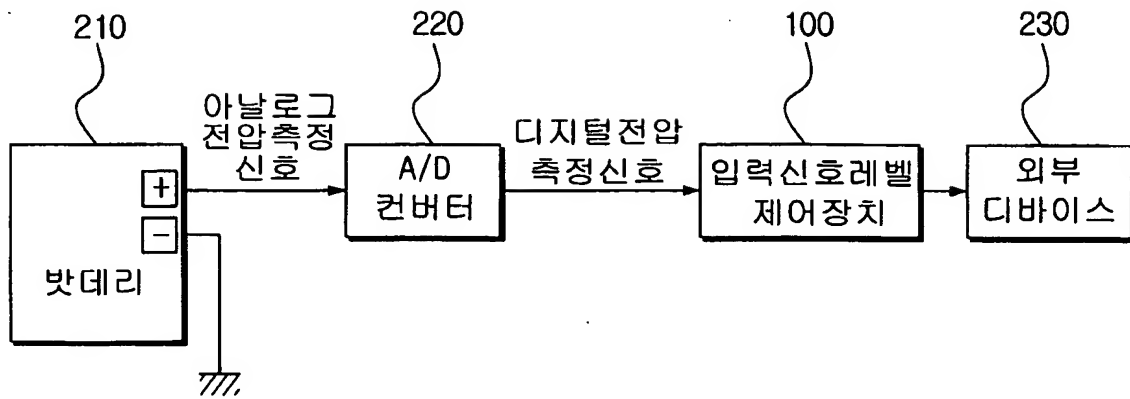 210
220
100
230
아날로그
전압측정
신호
디지털전압
측정신호
+
−
밧데리
A/D
컨버터
입력신호레벨
제어장치
외부
디바이스